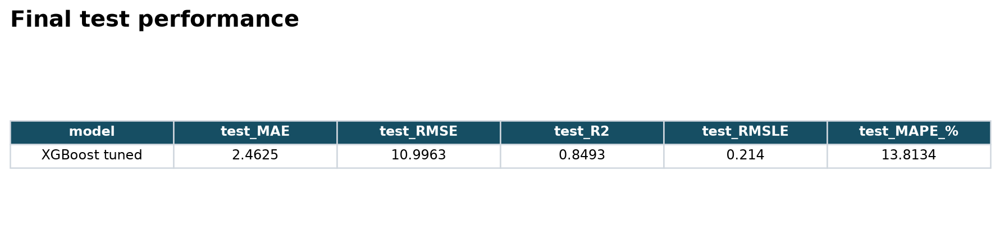 Final test performance
model test_MAE test_RMSE test_R2 test_RMSLE test_MAPE_%
XGBoost tuned 2.4625 10.9963 0.8493 0.214 13.8134